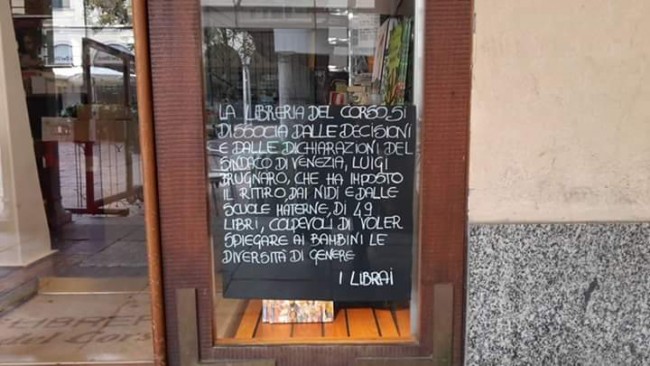 LA LIBRERIA DEL CORSO, SI
DISSOCIA DALLE DECISIONI
E DALLE DICHIARAZIONI DEL
SINDACO DI VENEZIA, LUIGI
BRUGNARO, CHE HA IMPOSTO
IL RITIRO, DAI NIDI E DALLE
SCUOLE MATERNE, DI 49
LIBRI, COLPEVOLI DI VOLER
SPIEGARE AI BAMBINI LE
DIVERSITÀ DI GENERE
I LIBRAI
del Cors